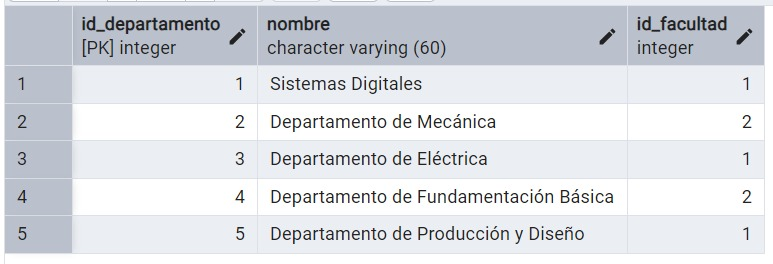 id_departamento nombre id_facultad
[PK] integer character varying (60) integer
1 1 Sistemas Digitales 1
2 2 Departamento de Mecánica 2
3 3 Departamento de Eléctrica 1
4 4 Departamento de Fundamentación Básica 2
5 5 Departamento de Producción y Diseño 1